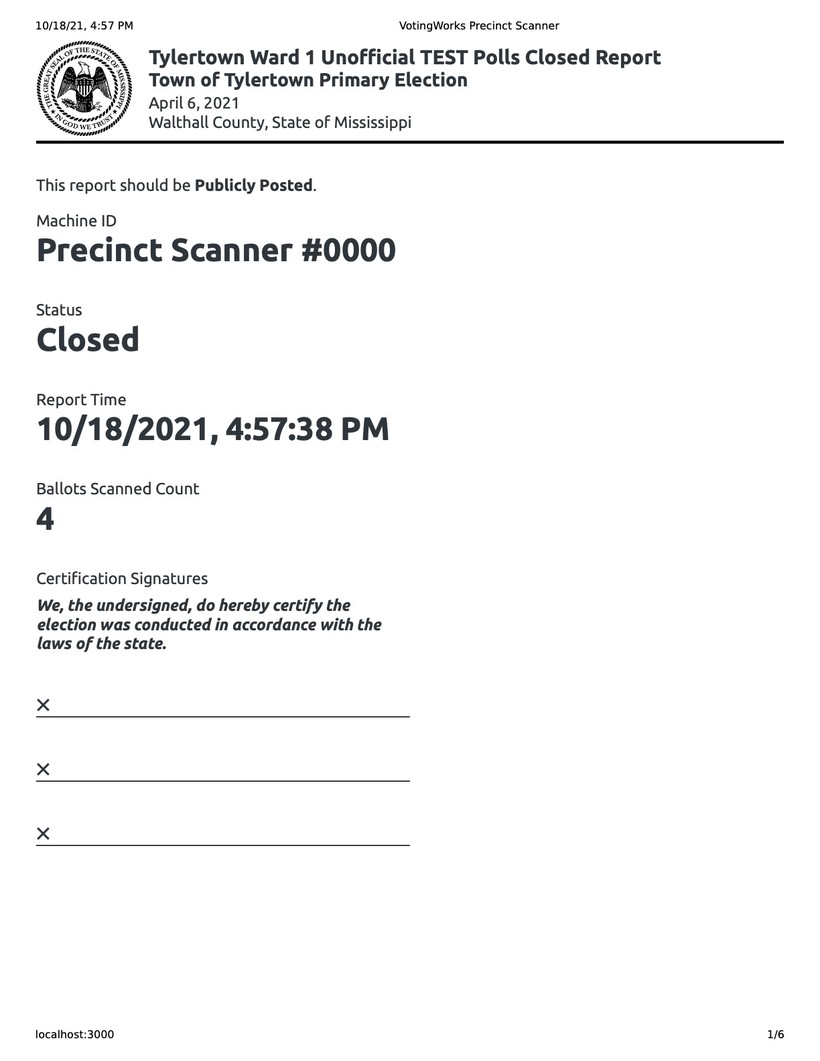 10/18/21, 4:57 PM VotingWorks Precinct Scanner
THE GREAT SEAL OF THE STATE OF MISSISSIPPI
IN GOD WE TRUST
Tylertown Ward 1 Unofficial TEST Polls Closed Report
Town of Tylertown Primary Election
April 6, 2021
Walthall County, State of Mississippi
This report should be Publicly Posted.
Machine ID
Precinct Scanner #0000
Status
Closed
Report Time
10/18/2021, 4:57:38 PM
Ballots Scanned Count
4
Certification Signatures
We, the undersigned, do hereby certify the
election was conducted in accordance with the
laws of the state.
×
×
×
localhost:3000 1/6